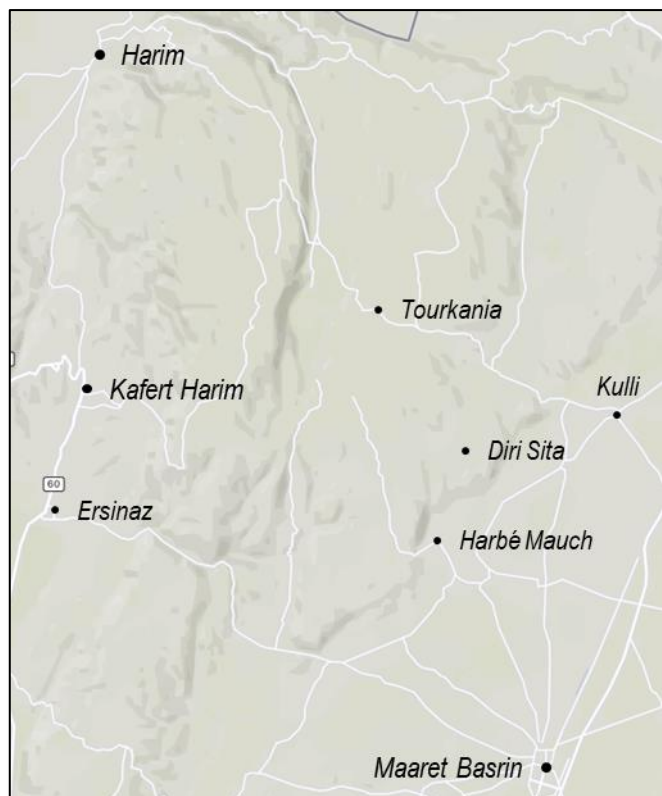 Harim
Tourkania
Kafert Harim
Kulli
Diri Sita
60
Ersinaz
Harbé Mauch
Maaret Basrin